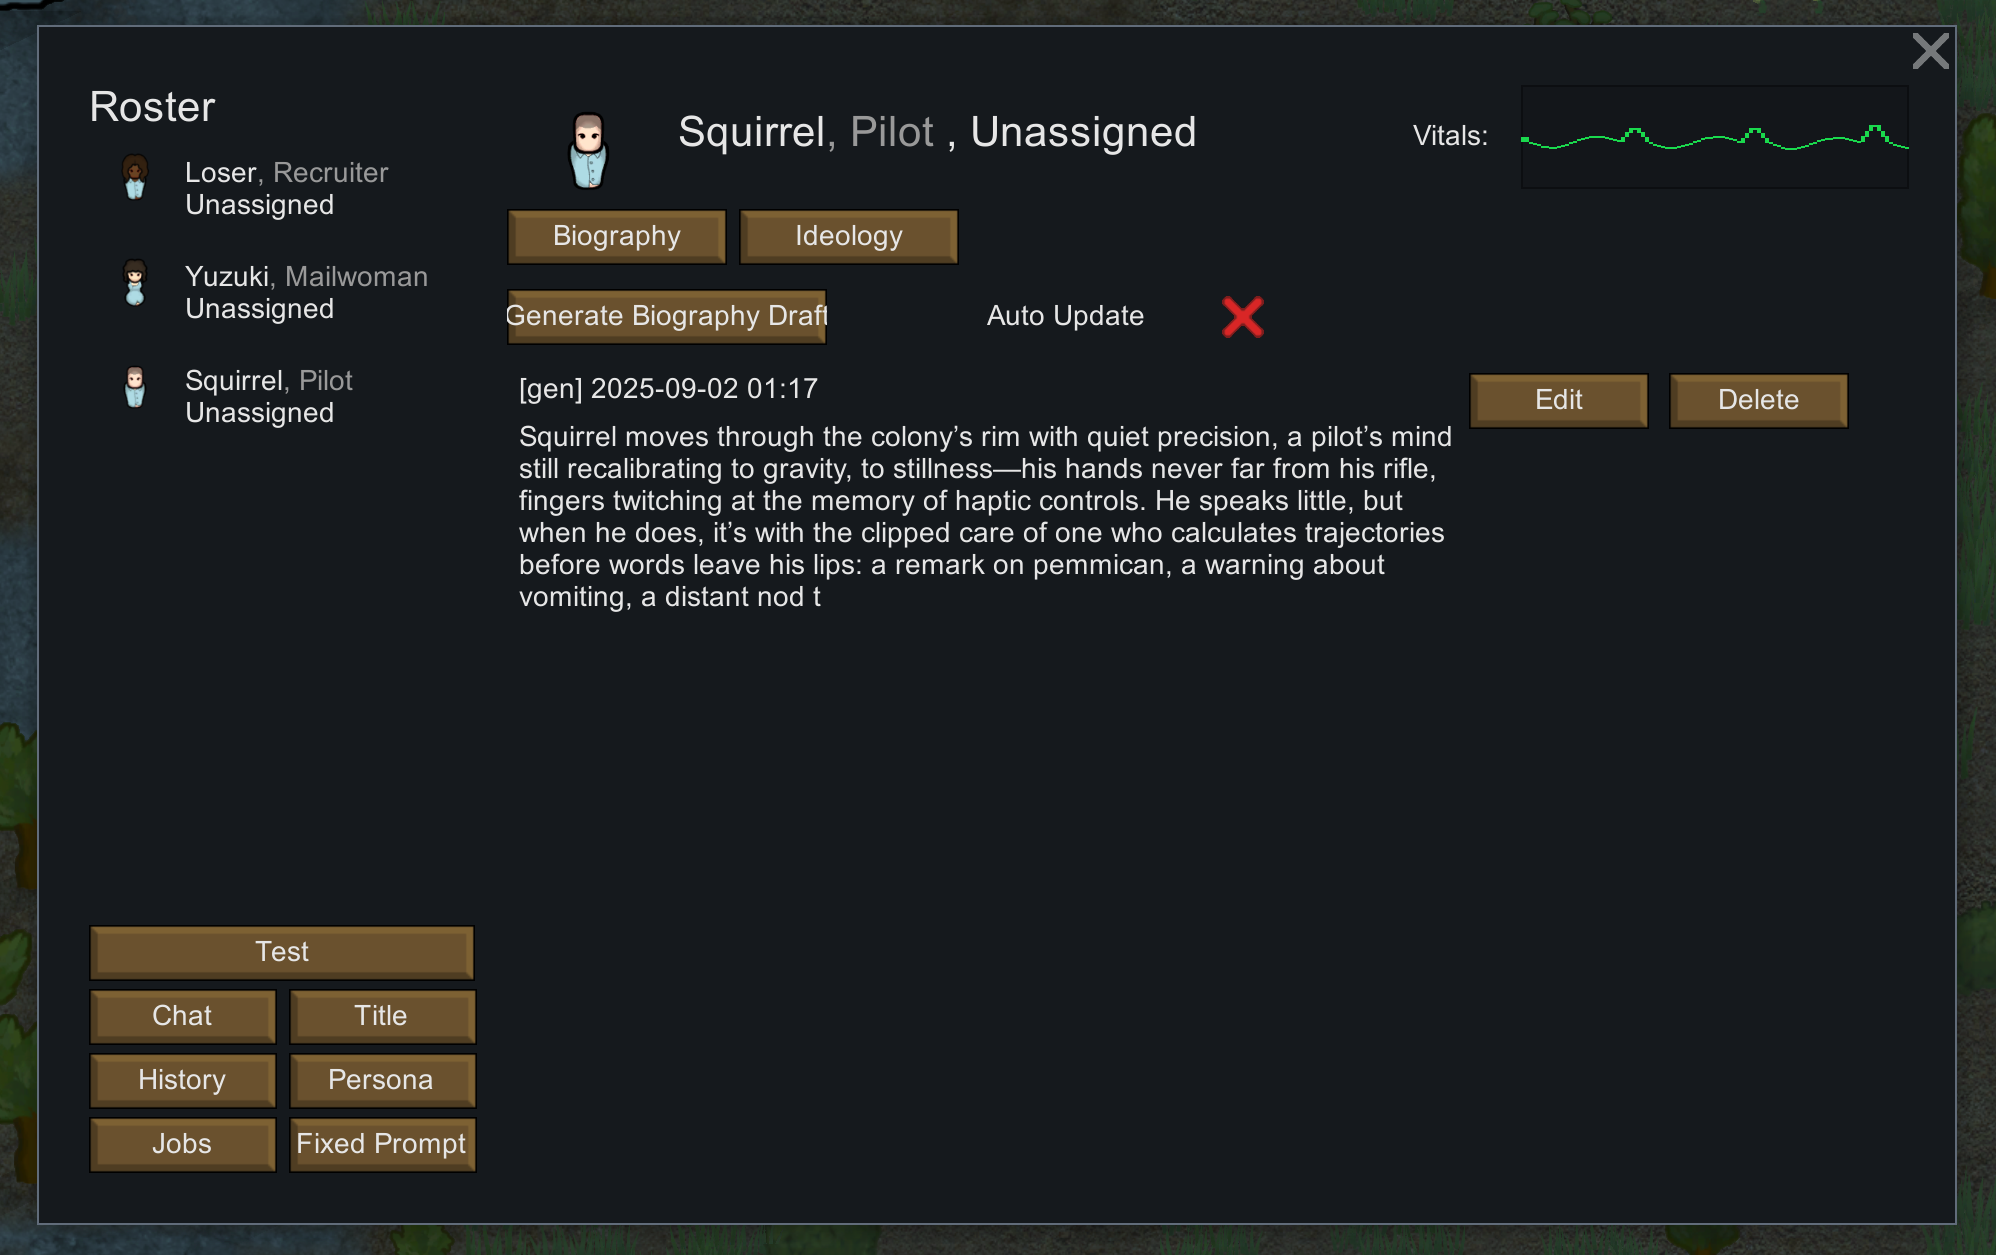 Roster
Loser, Recruiter
Unassigned
Yuzuki, Mailwoman
Unassigned
Squirrel, Pilot
Unassigned
Test
Chat
Title
History
Persona
Jobs
Fixed Prompt
Squirrel, Pilot , Unassigned
Vitals:
Biography
Ideology
Generate Biography Draft
Auto Update
[gen] 2025-09-02 01:17
Edit
Delete
Squirrel moves through the colony’s rim with quiet precision, a pilot’s mind
still recalibrating to gravity, to stillness—his hands never far from his rifle,
fingers twitching at the memory of haptic controls. He speaks little, but
when he does, it’s with the clipped care of one who calculates trajectories
before words leave his lips: a remark on pemmican, a warning about
vomiting, a distant nod t